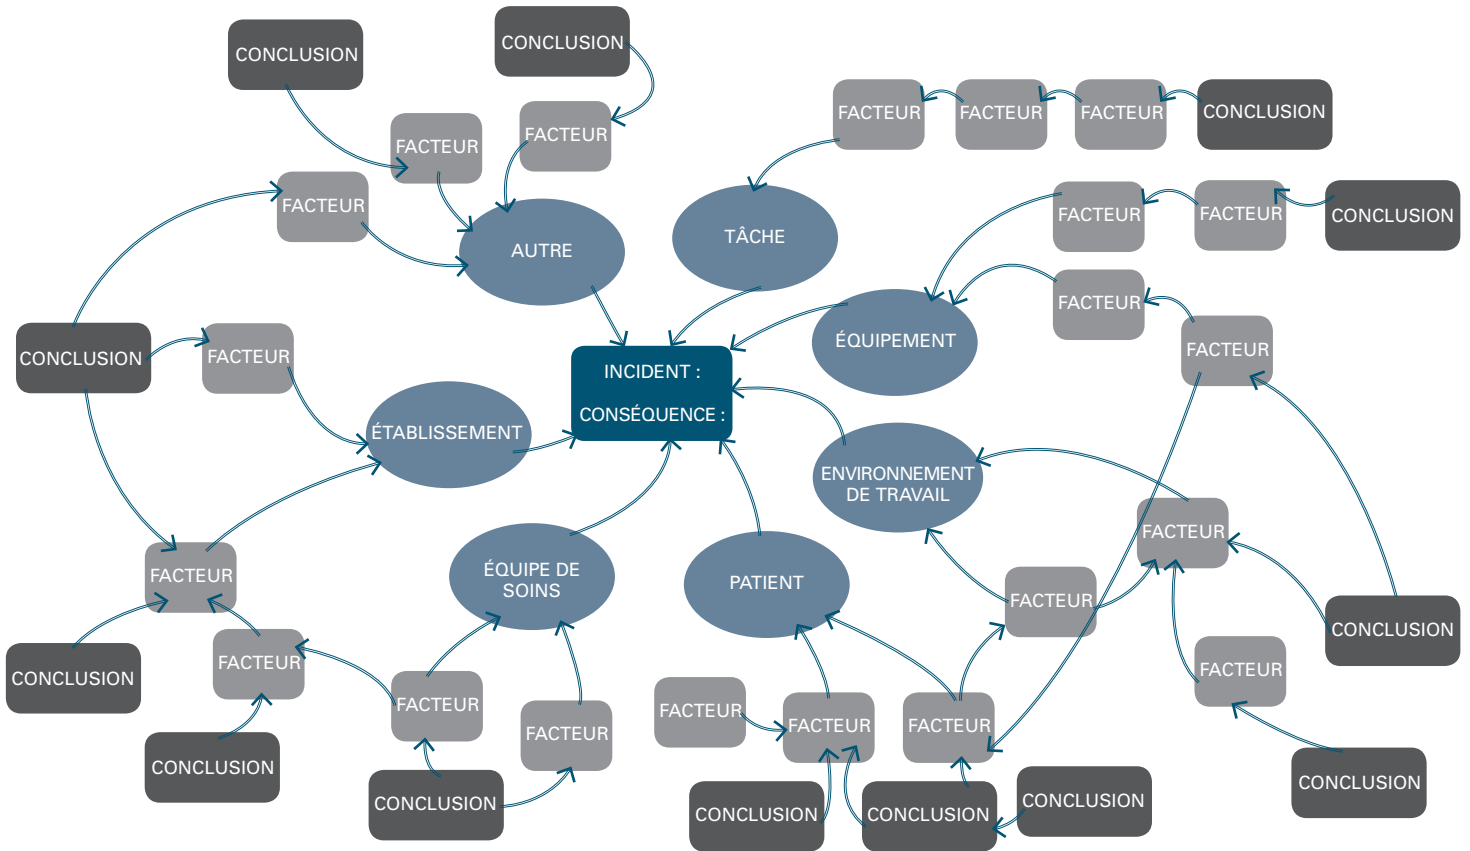 CONCLUSION
CONCLUSION
FACTEUR
FACTEUR
FACTEUR
CONCLUSION
FACTEUR
FACTEUR
FACTEUR
FACTEUR
FACTEUR
CONCLUSION
AUTRE
TÂCHE
FACTEUR
ÉQUIPEMENT
FACTEUR
CONCLUSION
FACTEUR
INCIDENT :
CONSÉQUENCE :
ÉTABLISSEMENT
ENVIRONNEMENT
DE TRAVAIL
FACTEUR
FACTEUR
ÉQUIPE DE
SOINS
PATIENT
FACTEUR
CONCLUSION
CONCLUSION
FACTEUR
FACTEUR
FACTEUR
FACTEUR
FACTEUR
FACTEUR
FACTEUR
CONCLUSION
CONCLUSION
CONCLUSION
CONCLUSION
CONCLUSION
CONCLUSION
CONCLUSION